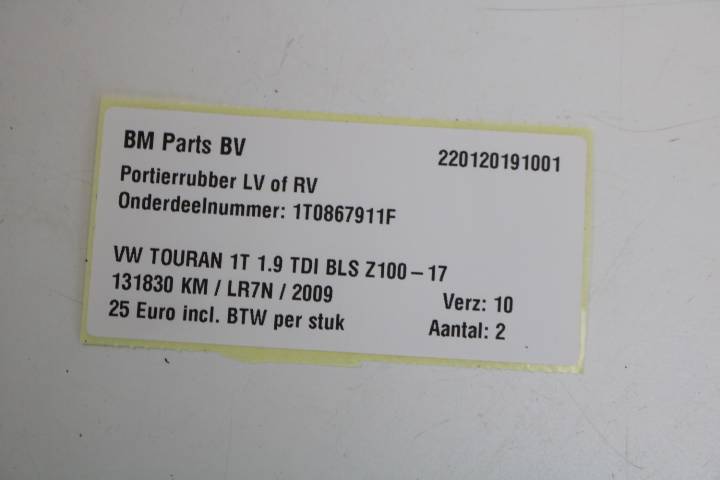 BM Parts BV 220120191001
Portierrubber LV of RV
Onderdeelnummer: 1T0867911F
VW TOURAN 1T 1.9 TDI BLS Z100-17
131830 KM / LR7N / 2009 Verz: 10
25 Euro incl. BTW per stuk Aantal: 2